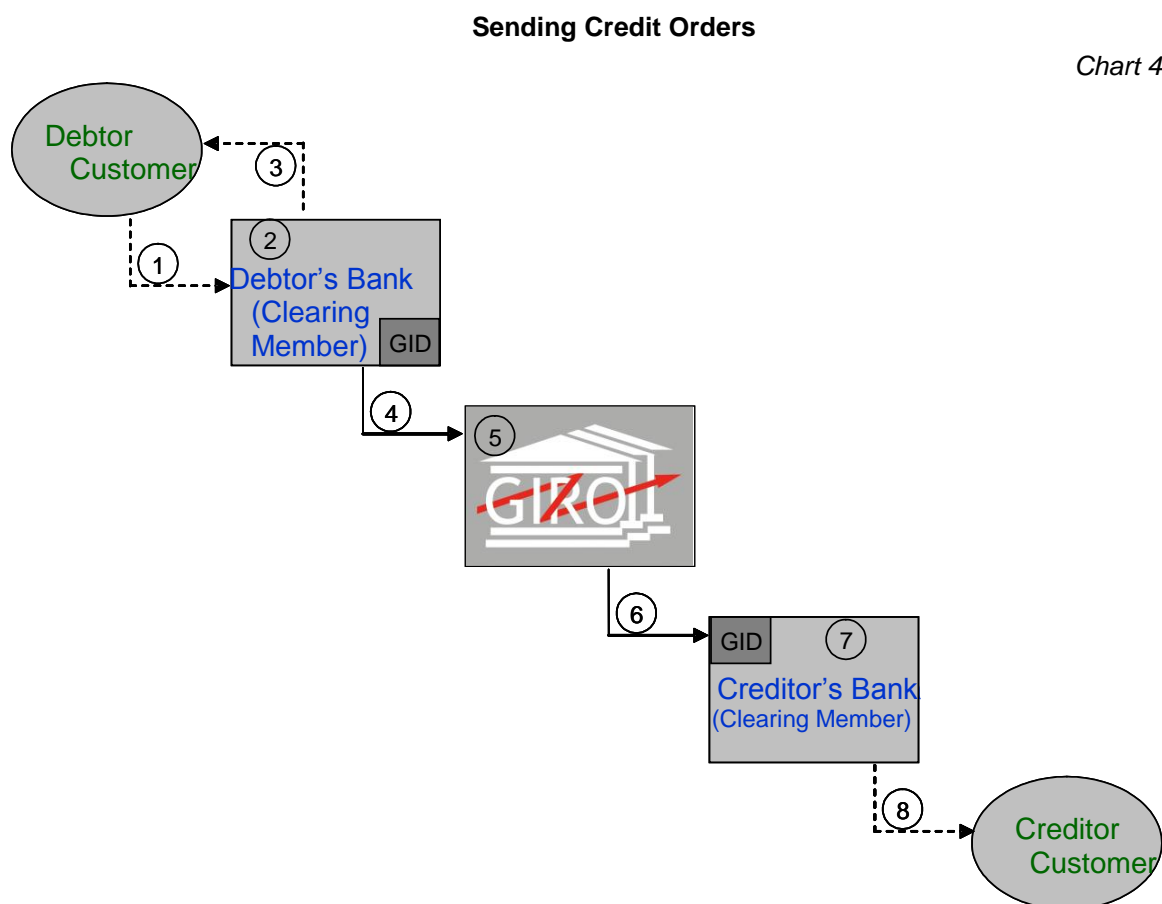 Sending Credit Orders
Chart 4
Debtor
Customer
3
1
2
Debtor’s Bank
(Clearing
Member)
GID
4
5
GIRO
6
GID
7
Creditor’s Bank
(Clearing Member)
8
Creditor
Customer